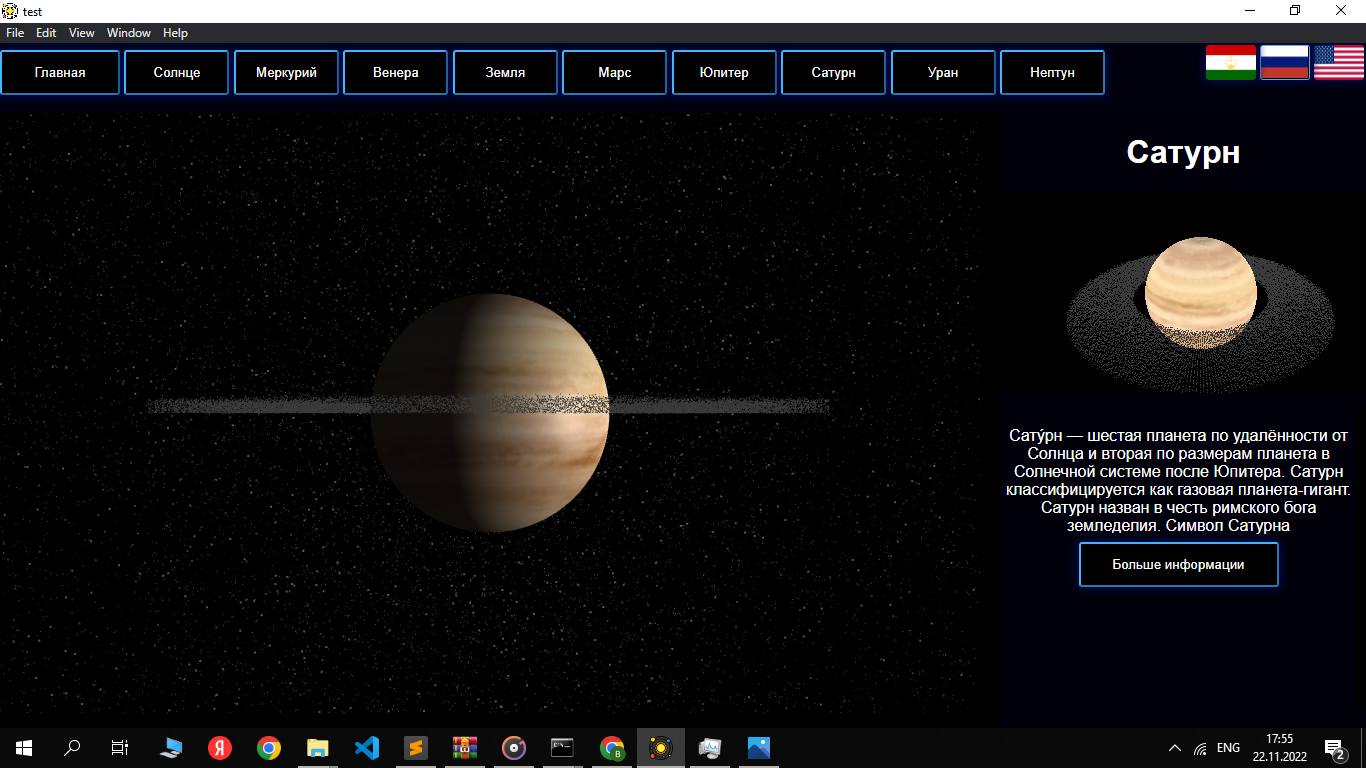 test
File Edit View Window Help
Главная Солнце Меркурий Венера Земля Марс Юпитер Сатурн Уран Нептун
Сатурн
Сату́рн — шестая планета по удалённости от
Солнца и вторая по размерам планета в
Солнечной системе после Юпитера. Сатурн
классифицируется как газовая планета-гигант.
Сатурн назван в честь римского бога
земледелия. Символ Сатурна
Больше информации
Я
B
ENG
17:55
22.11.2022
2